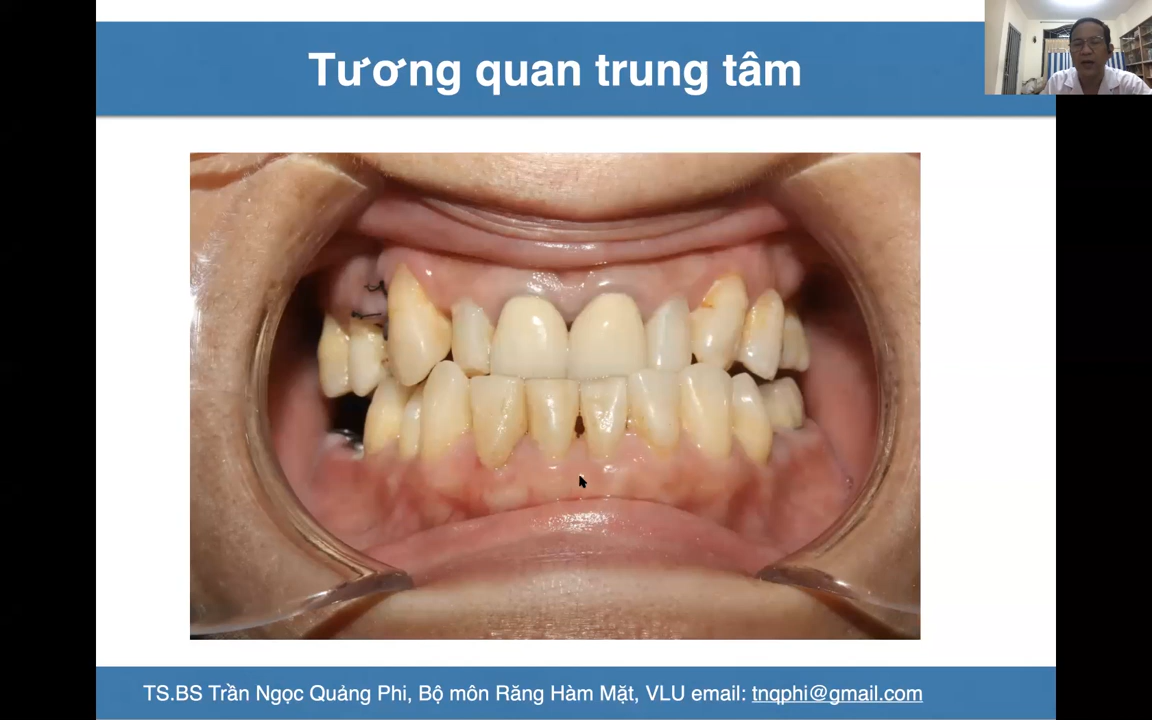 Tương quan trung tâm
TS.BS Trần Ngọc Quảng Phi, Bộ môn Răng Hàm Mặt, VLU email: tnqphi@gmail.com